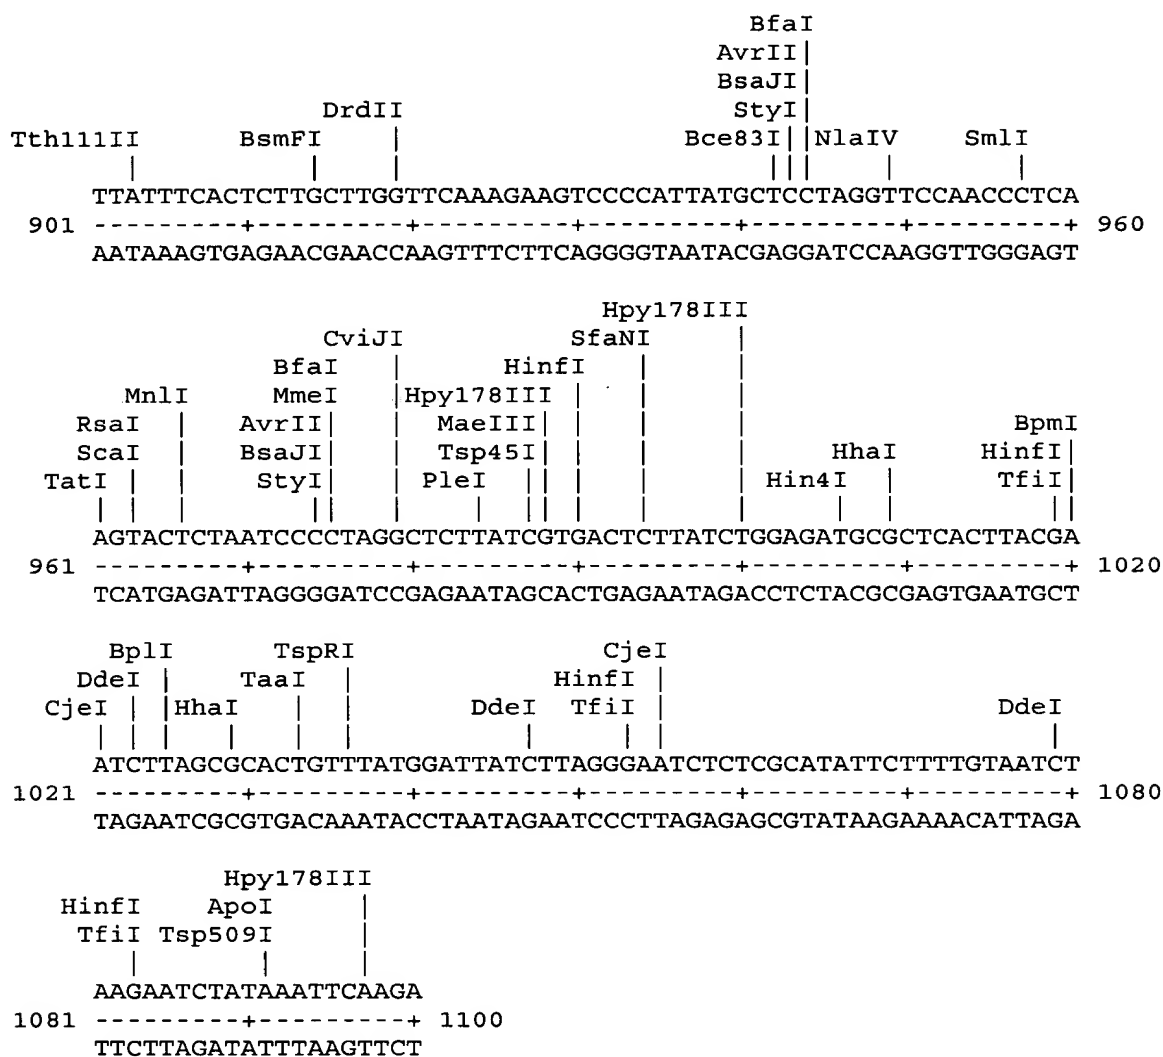 BfaI
AvrII
BsaJI
DrdII StyI
Tth111II BsmFI Bce83I NlaIV SmlI
TTATTTCACTCTTGCTTGGTTCAAAGAAGTCCCCATTATGCTCCTAGGTTCCAACCCTCA
901 ---------+---------+---------+---------+---------+---------+ 960
AATAAAGTGAGAACGAACCAAGTTTCTTCAGGGGTAATACGAGGATCCAAGGTTGGGAGT
Hpy178III
CviJI SfaNI
BfaI HinfI
MnlI MmeI Hpy178III
RsaI AvrII MaeIII BpmI
ScaI BsaJI Tsp45I HhaI HinfI
TatI StyI PleI Hin4I TfiI
AGTACTCTAATCCCCTAGGCTCTTATCGTGACTCTTATCTGGAGATGCGCTCACTTACGA
961 ---------+---------+---------+---------+---------+---------+ 1020
TCATGAGATTAGGGGATCCGAGAATAGCACTGAGAATAGACCTCTACGCGAGTGAATGCT
BplI TspRI CjeI
DdeI TaaI HinfI
CjeI HhaI DdeI TfiI DdeI
ATCTTAGCGCACTGTTTATGGATTATCTTAGGGAATCTCTCGCATATTCTTTTGTAATCT
1021 ---------+---------+---------+---------+---------+---------+ 1080
TAGAATCGCGTGACAAATACCTAATAGAATCCCTTAGAGAGCGTATAAGAAAACATTAGA
Hpy178III
HinfI ApoI
TfiI Tsp509I
AAGAATCTATAAATTCAAGA
1081 ---------+---------+ 1100
TTCTTAGATATTTAAGTTCT